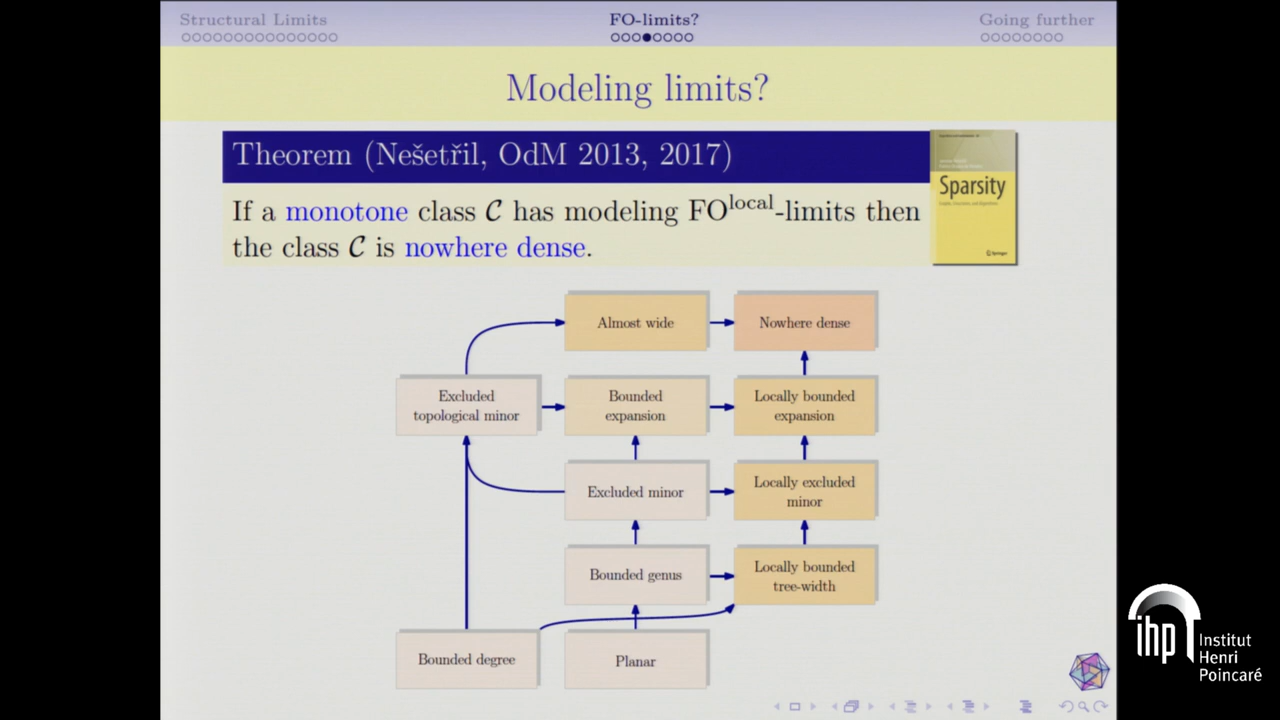 Structural Limits
FO-limits?
Going further
Modeling limits?
Theorem (Nešetřil, OdM 2013, 2017)
If a monotone class C has modeling FO^local-limits then
the class C is nowhere dense.
Sparsity
Springer
Almost wide
Nowhere dense
Excluded
topological minor
Bounded
expansion
Locally bounded
expansion
Excluded minor
Locally excluded
minor
Bounded genus
Locally bounded
tree-width
Bounded degree
Planar
ihp
Institut
Henri
Poincaré